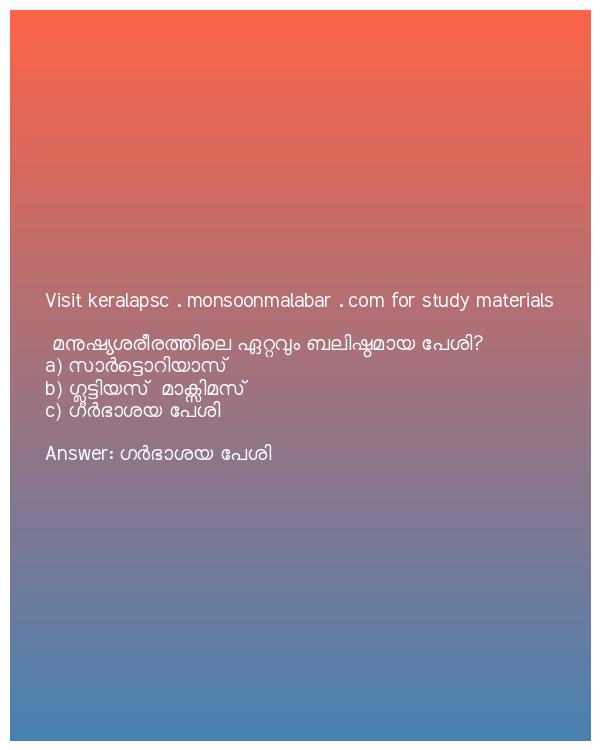 Visit keralapsc . monsoonmalabar . com for study materials
മനുഷ്യശരീരത്തിലെ ഏറ്റവും ബലിഷ്ഠമായ പേശി?
a) സാർട്ടൊറിയാസ്
b) ഗ്ലൂട്ടിയസ് മാക്സിമസ്
c) ഗർഭാശയ പേശി
Answer: ഗർഭാശയ പേശി